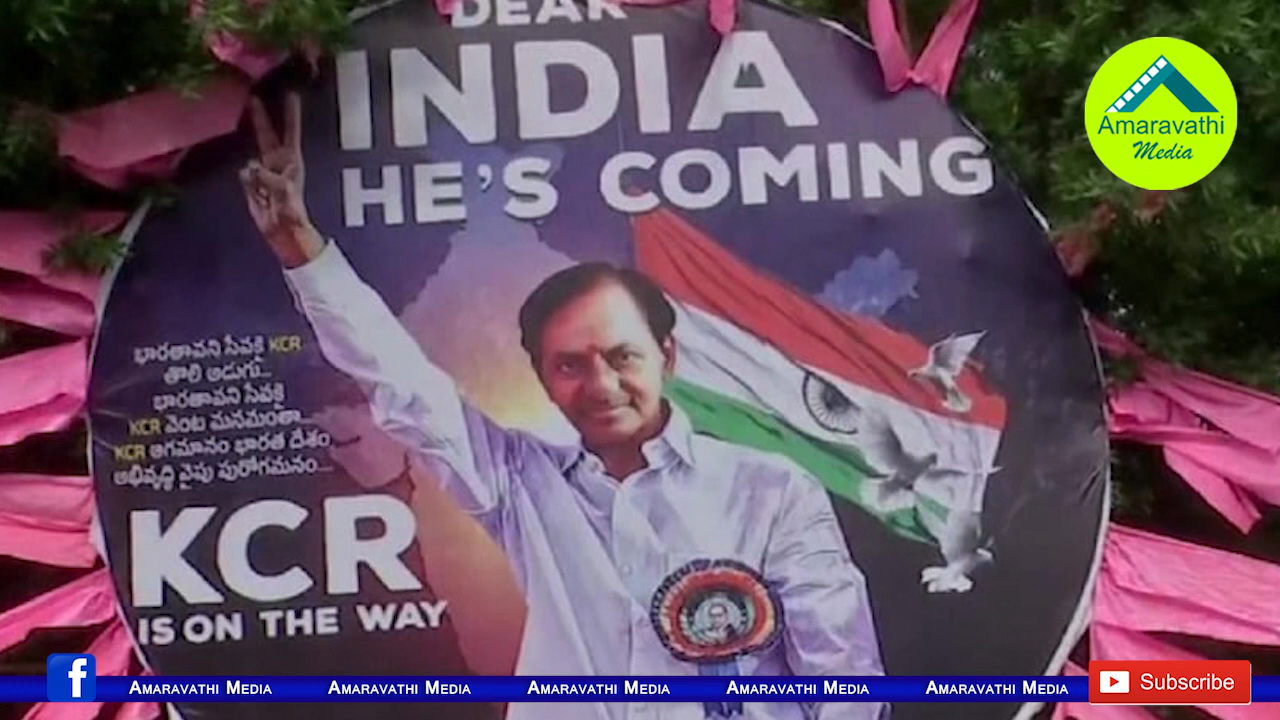 DEAR
INDIA
HE'S COMING
Amaravathi
Media
భారతావని సేవకై KCR
తొలి అడుగు...
భారతావని సేవకై
KCR వెంట మనమంతా...
KCR ఆగమానం భారత దేశం
అభివృద్ధి వైపు పురోగమనం...
KCR
IS ON THE WAY
f
AMARAVATHI MEDIA AMARAVATHI MEDIA AMARAVATHI MEDIA AMARAVATHI MEDIA AMARAVATHI MEDIA
Subscribe